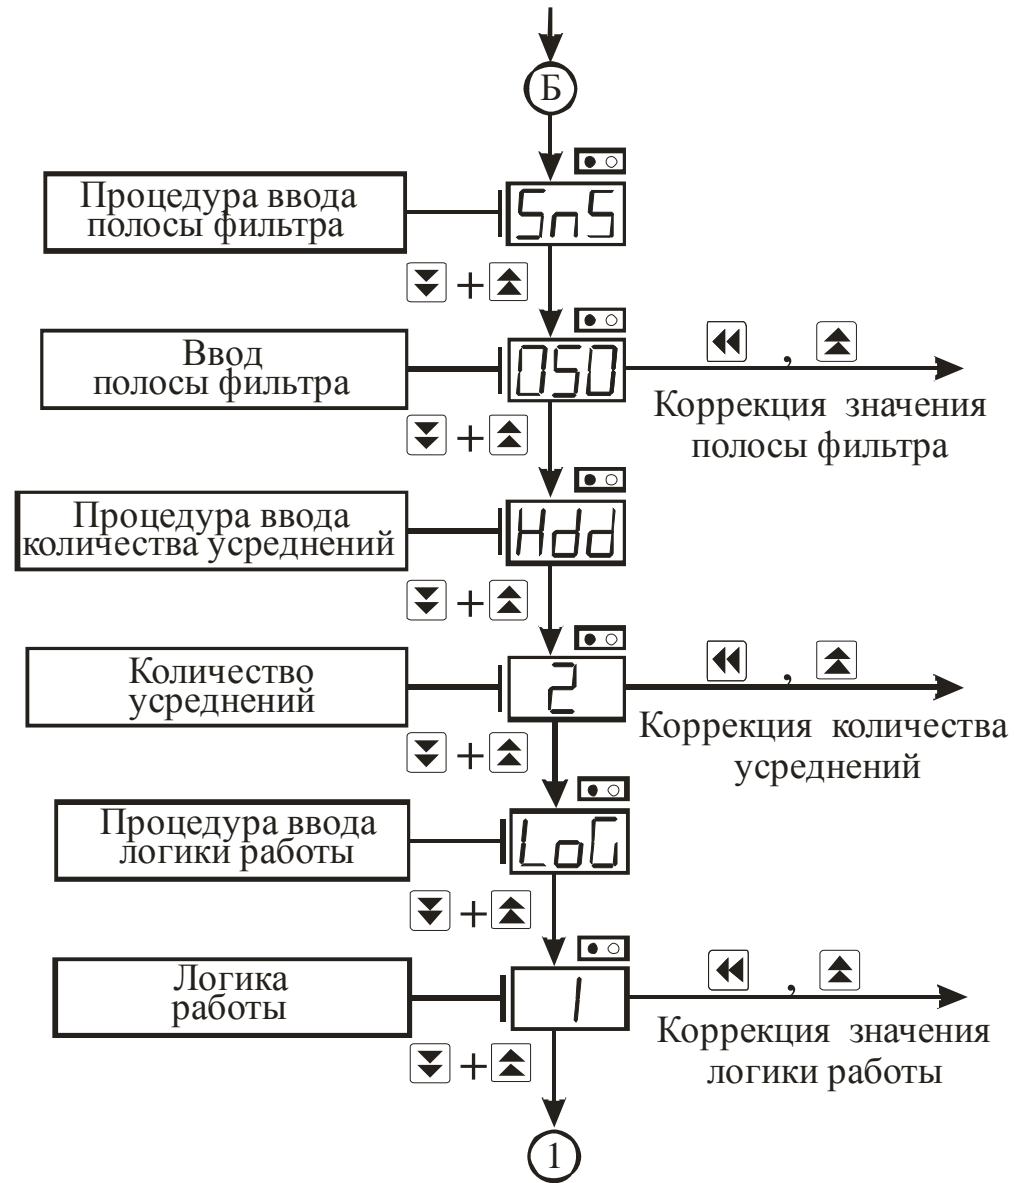 Б
Процедура ввода
полосы фильтра
SnS
+
Ввод
полосы фильтра
050
,
Коррекция значения
полосы фильтра
+
Процедура ввода
количества усреднений
Hdd
+
Количество
усреднений
2
,
Коррекция количества
усреднений
+
Процедура ввода
логики работы
LoG
+
Логика
работы
1
,
Коррекция значения
логики работы
+
1